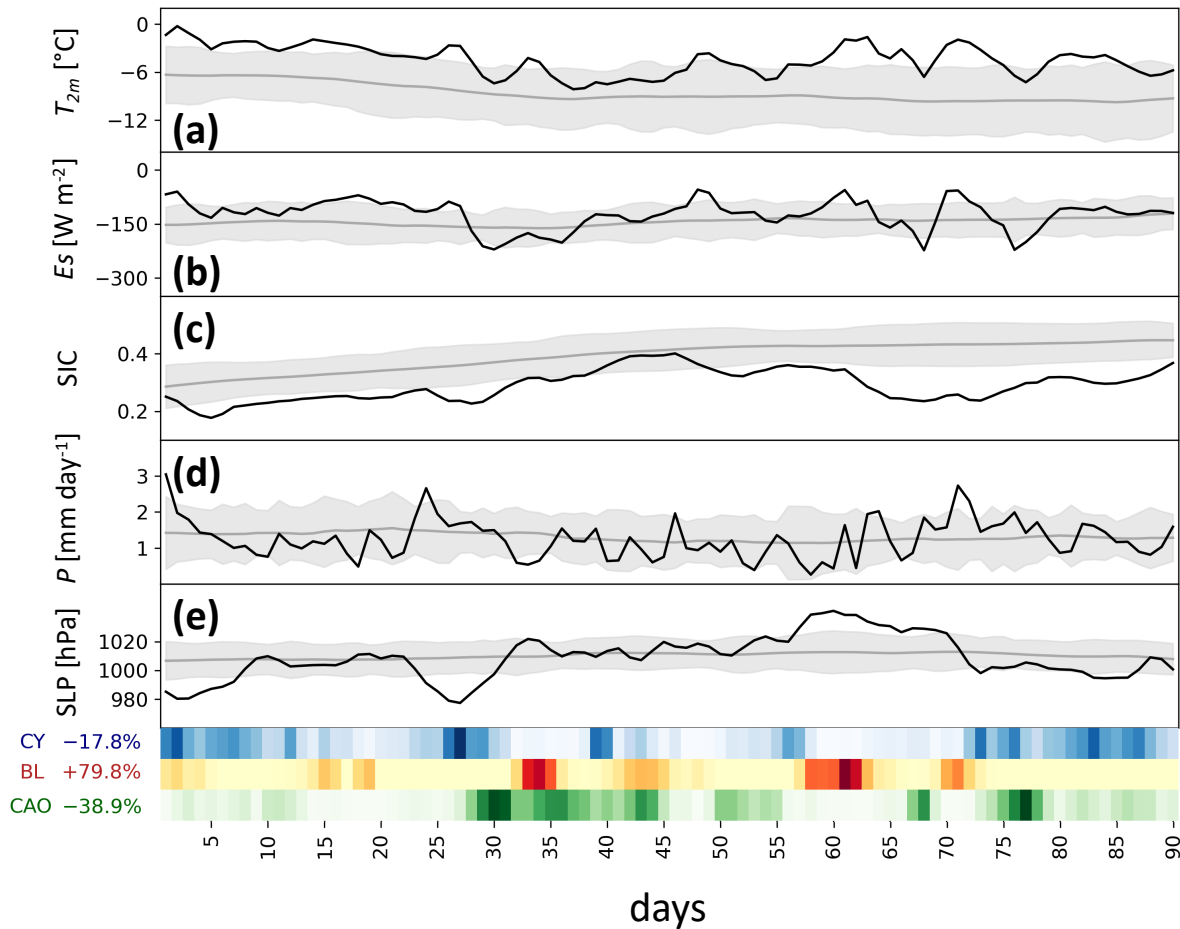 0
−6
−12
T2m [°C]
(a)
0
−150
−300
Es [W m-2]
(b)
0.4
0.2
SIC
(c)
3
2
1
P [mm day-1]
(d)
1020
1000
980
SLP [hPa]
(e)
CY −17.8%
BL +79.8%
CAO −38.9%
5 10 15 20 25 30 35 40 45 50 55 60 65 70 75 80 85 90
days